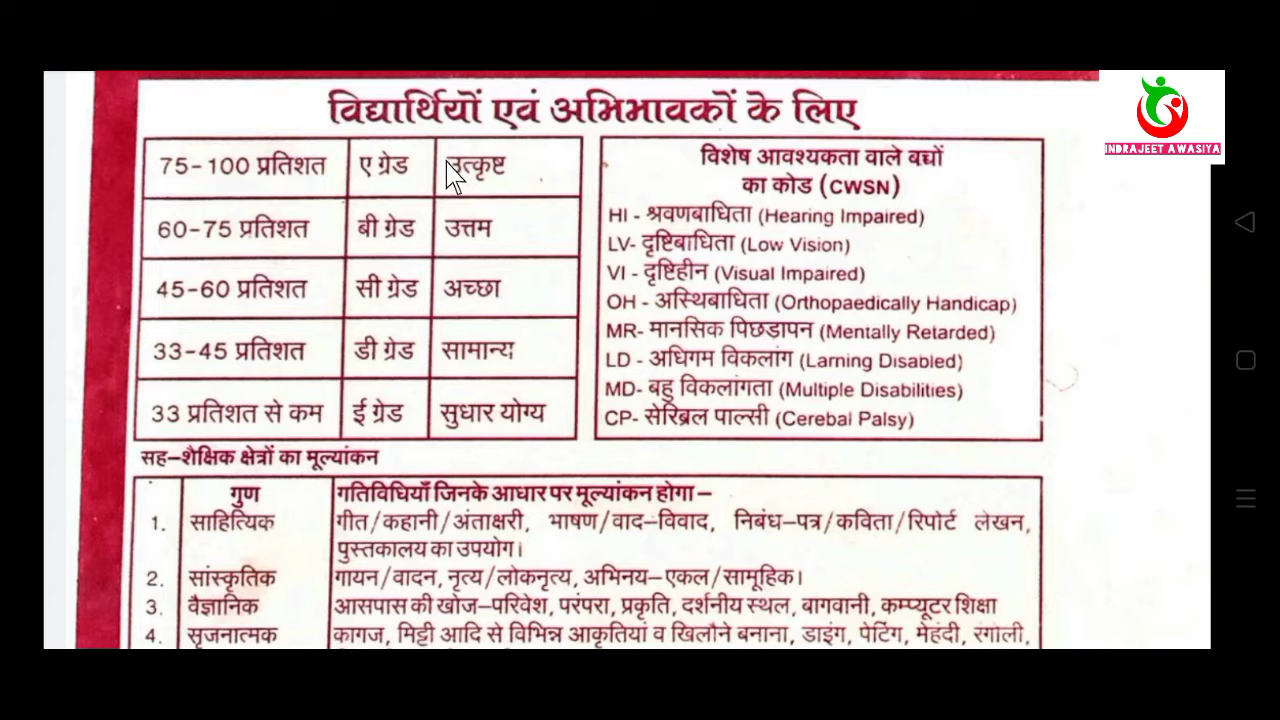 विद्यार्थियों एवं अभिभावकों के लिए
INDRAJEET AWASIYA
75-100 प्रतिशत ए ग्रेड उत्कृष्ट
60-75 प्रतिशत बी ग्रेड उत्तम
45-60 प्रतिशत सी ग्रेड अच्छा
33-45 प्रतिशत डी ग्रेड सामान्य
33 प्रतिशत से कम ई ग्रेड सुधार योग्य
विशेष आवश्यकता वाले बच्चों
का कोड (CWSN)
HI - श्रवणबाधिता (Hearing Impaired)
LV- दृष्टिबाधिता (Low Vision)
VI - दृष्टिहीन (Visual Impaired)
OH - अस्थिबाधिता (Orthopaedically Handicap)
MR- मानसिक पिछडापन (Mentally Retarded)
LD - अधिगम विकलांग (Larning Disabled)
MD- बहु विकलांगता (Multiple Disabilities)
CP- सेरिब्रल पाल्सी (Cerebal Palsy)
सह-शैक्षिक क्षेत्रों का मूल्यांकन
गुण गतिविधियाँ जिनके आधार पर मूल्यांकन होगा-
1. साहित्यिक गीत/कहानी/अंताक्षरी, भाषण/वाद-विवाद, निबंध-पत्र/कविता/रिपोर्ट लेखन,
पुस्तकालय का उपयोग।
2. सांस्कृतिक गायन/वादन, नृत्य/लोकनृत्य, अभिनय-एकल/सामूहिक।
3. वैज्ञानिक आसपास की खोज-परिवेश, परंपरा, प्रकृति, दर्शनीय स्थल, बागवानी, कम्प्यूटर शिक्षा
4. सृजनात्मक कागज, मिट्टी आदि से विभिन्न आकृतियां व खिलौने बनाना, डाइंग, पेटिंग, मेहंदी, रंगोली,